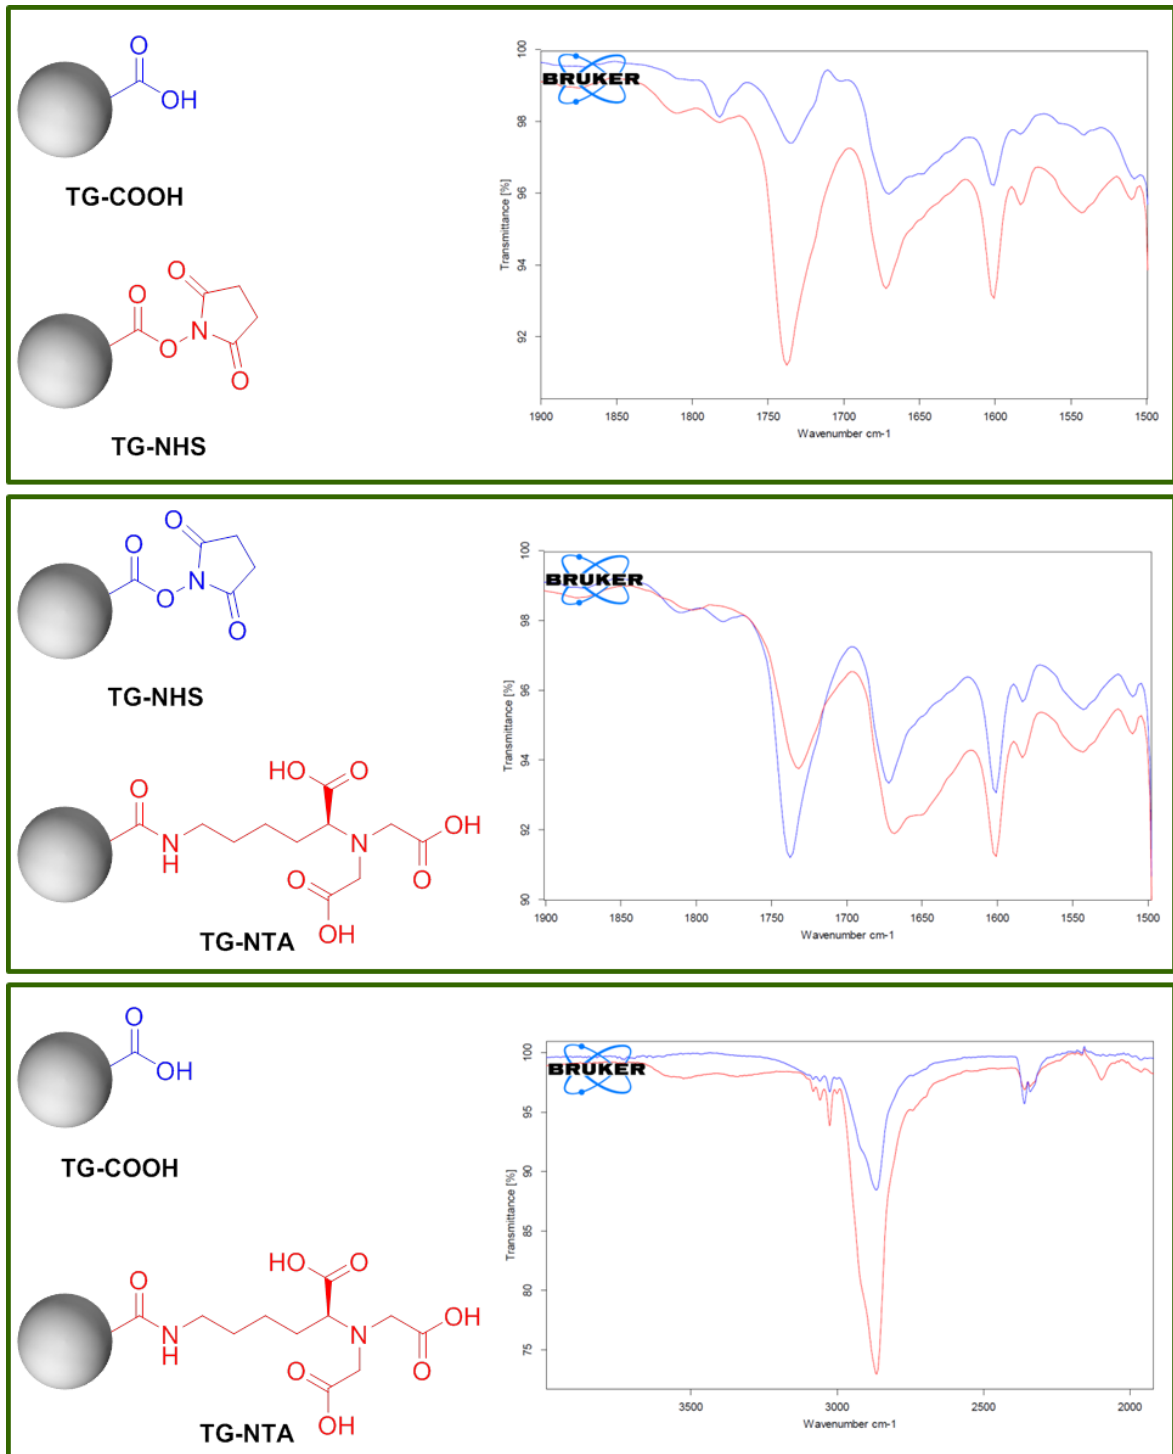 O
OH
TG-COOH
O
O
O
N
O
TG-NHS
BRUKER
Transmittance [%]
100
98
96
94
92
1900 1850 1800 1750 1700 1650 1600 1550 1500
Wavenumber cm-1
O
O
O
N
O
TG-NHS
O
N
H
HO
O
N
OH
O
O
OH
TG-NTA
BRUKER
Transmittance [%]
100
98
96
94
92
90
1900 1850 1800 1750 1700 1650 1600 1550 1500
Wavenumber cm-1
O
OH
TG-COOH
O
N
H
HO
O
N
OH
O
O
OH
TG-NTA
BRUKER
Transmittance [%]
100
95
90
85
80
75
3500 3000 2500 2000
Wavenumber cm-1